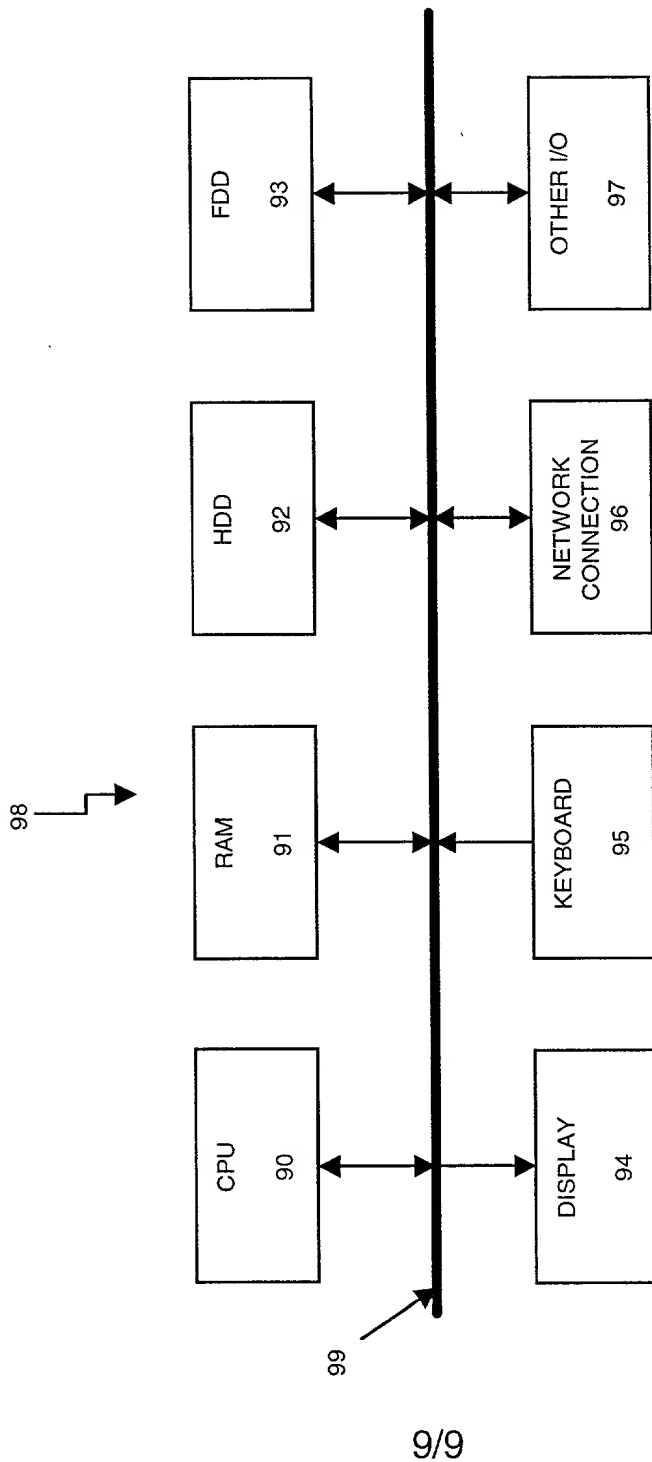 98
CPU
90
RAM
91
HDD
92
FDD
93
99
DISPLAY
94
KEYBOARD
95
NETWORK
CONNECTION
96
OTHER I/O
97
9/9